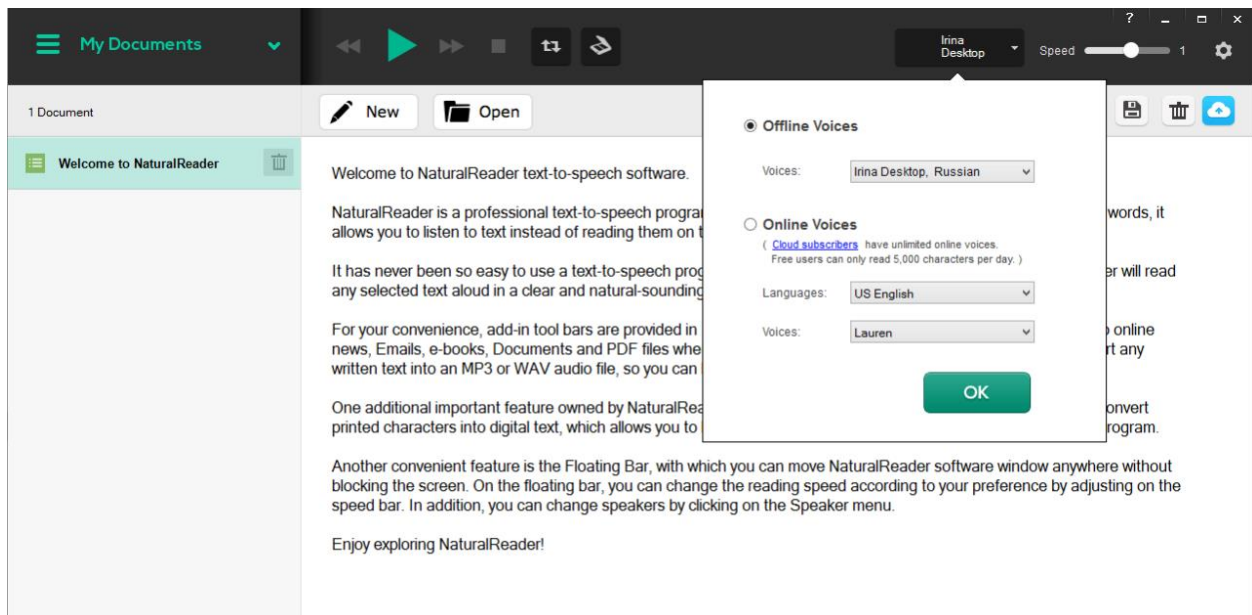 ?
My Documents
Irina
Desktop
Speed
1
1 Document
New
Open
Welcome to NaturalReader
Welcome to NaturalReader text-to-speech software.
NaturalReader is a professional text-to-speech words, it
allows you to listen to text instead of reading them on
It has never been so easy to use a text-to-speech will read
any selected text aloud in a clear and natural-sounding
For your convenience, add-in tool bars are provided in online
news, Emails, e-books, Documents and PDF files any
written text into an MP3 or WAV audio file, so you can
One additional important feature owned by
printed characters into digital text, which allows you to
Another convenient feature is the Floating Bar, with which you can move NaturalReader software window anywhere without
blocking the screen. On the floating bar, you can change the reading speed according to your preference by adjusting on the
speed bar. In addition, you can change speakers by clicking on the Speaker menu.
Enjoy exploring NaturalReader!
Offline Voices
Voices: Irina Desktop, Russian
Online Voices
( Cloud subscribers have unlimited online voices.
Free users can only read 5,000 characters per day. )
Languages: US English
Voices: Lauren
OK